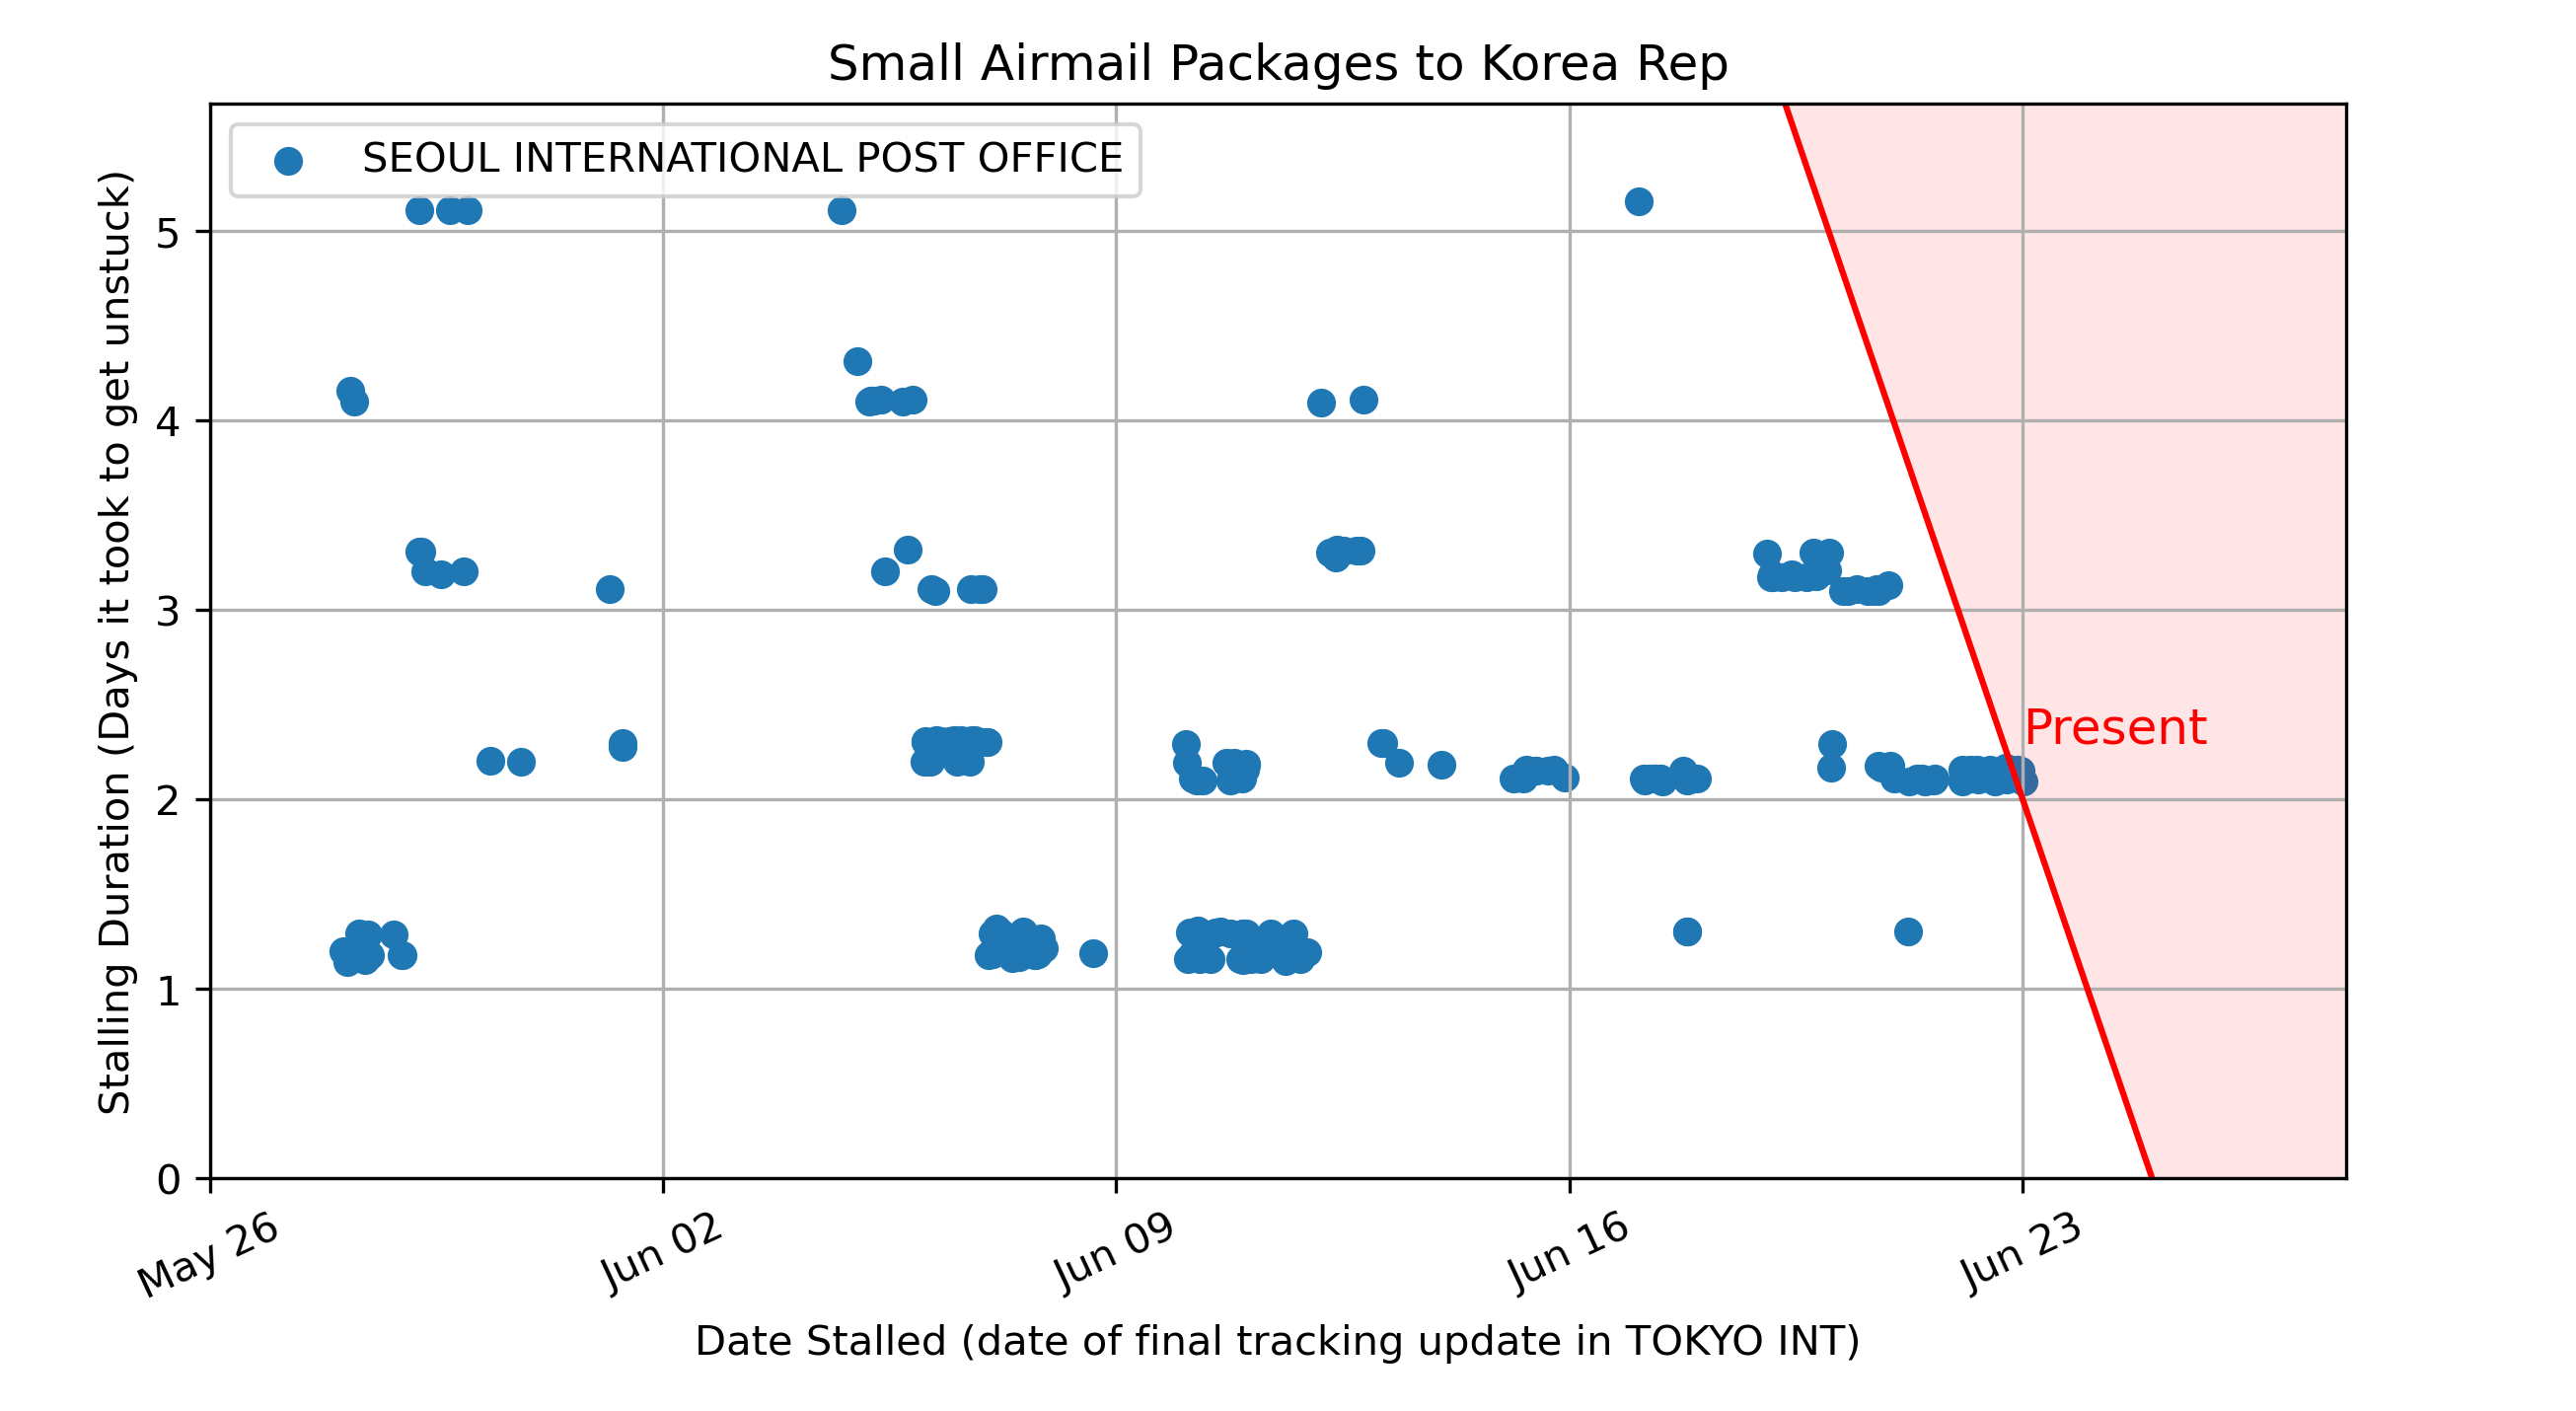 Small Airmail Packages to Korea Rep
SEOUL INTERNATIONAL POST OFFICE
Stalling Duration (Days it took to get unstuck)
5
4
3
2
1
0
Present
May 26
Jun 02
Jun 09
Jun 16
Jun 23
Date Stalled (date of final tracking update in TOKYO INT)